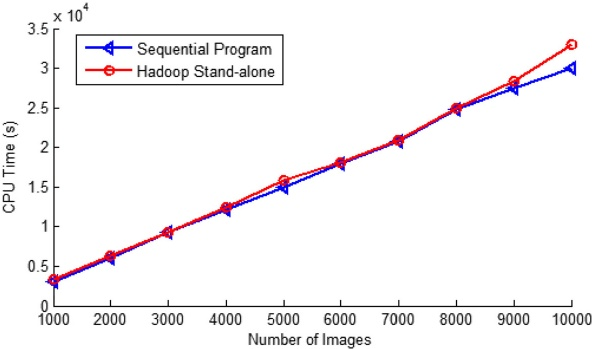 x 10^4
3.5
3
2.5
2
1.5
1
0.5
0
CPU Time (s)
Sequential Program
Hadoop Stand-alone
1000 2000 3000 4000 5000 6000 7000 8000 9000 10000
Number of Images